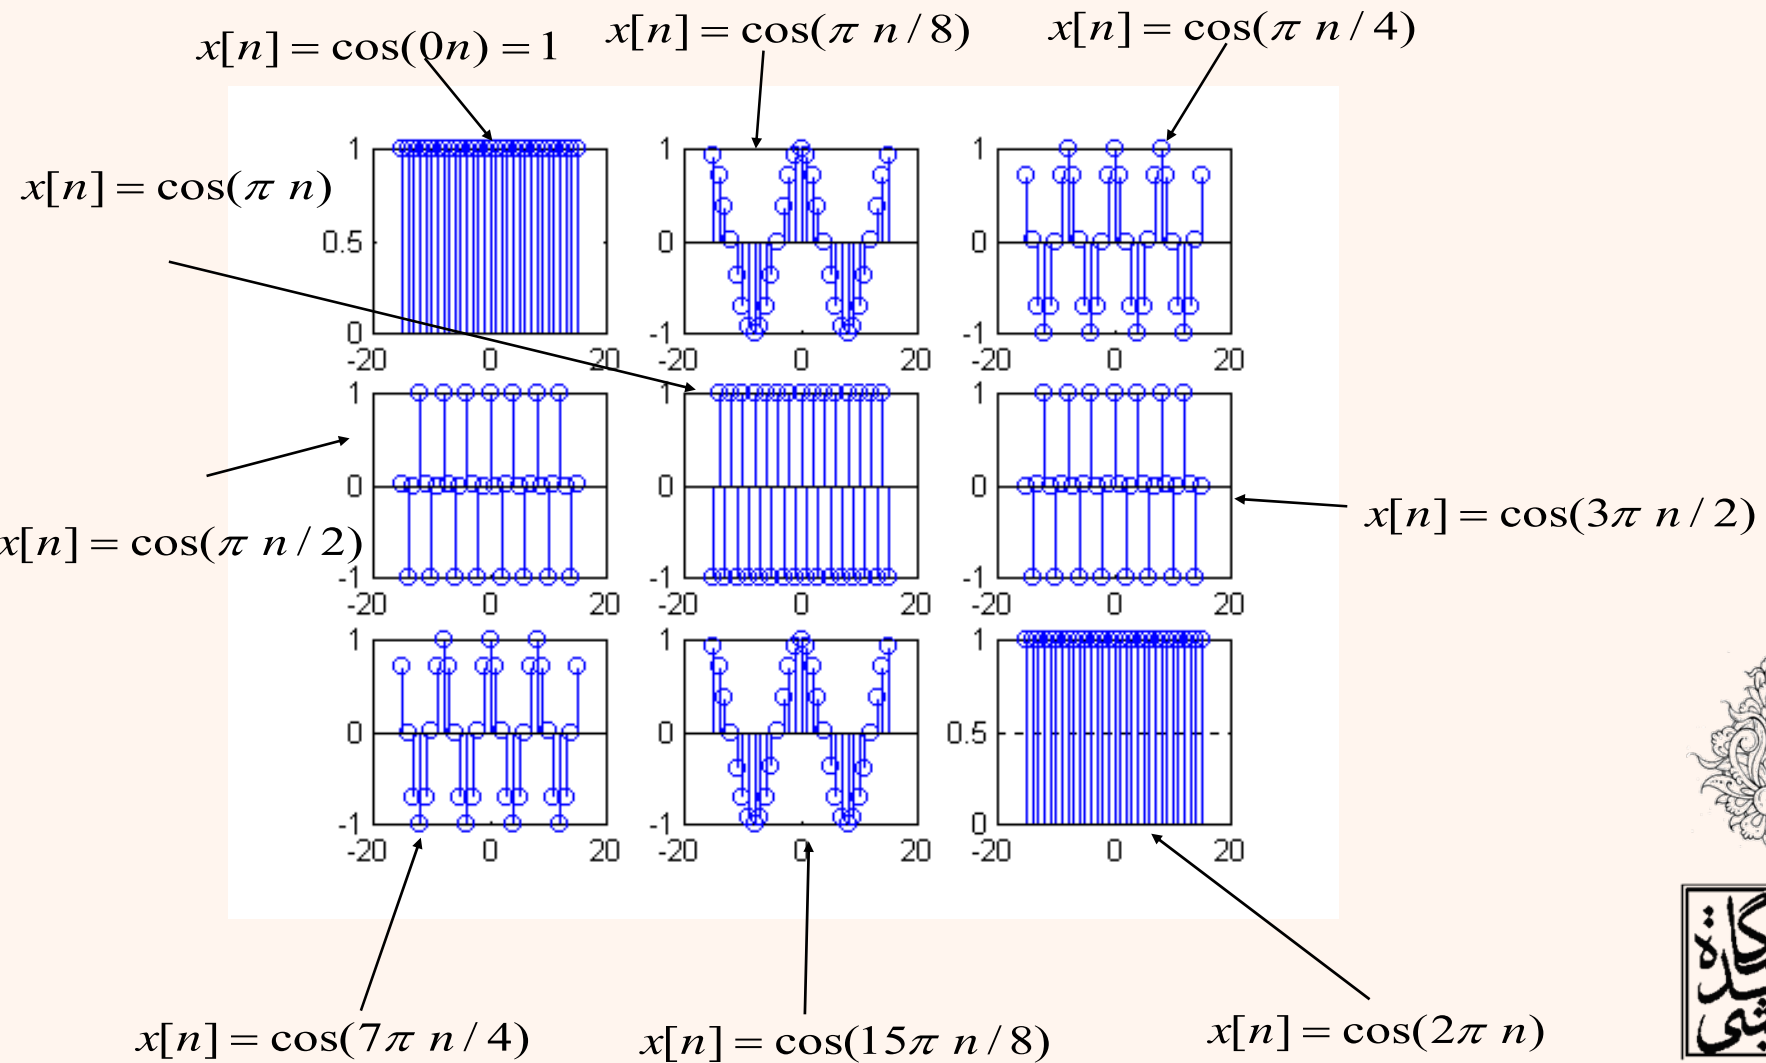 x[n] = cos(0n) = 1
x[n] = cos(π n / 8)
x[n] = cos(π n / 4)
x[n] = cos(π n)
1
0.5
0
-20 0 20
1
0
-1
-20 0 20
1
0
-1
-20 0 20
x[n] = cos(π n / 2)
1
0
-1
-20 0 20
1
0
-1
-20 0 20
1
0
-1
-20 0 20
x[n] = cos(3π n / 2)
1
0
-1
-20 0 20
1
0
-1
-20 0 20
1
0.5
0
-20 0 20
x[n] = cos(7π n / 4)
x[n] = cos(15π n / 8)
x[n] = cos(2π n)